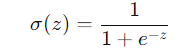 σ(z) = 1 / (1 + e^{-z})